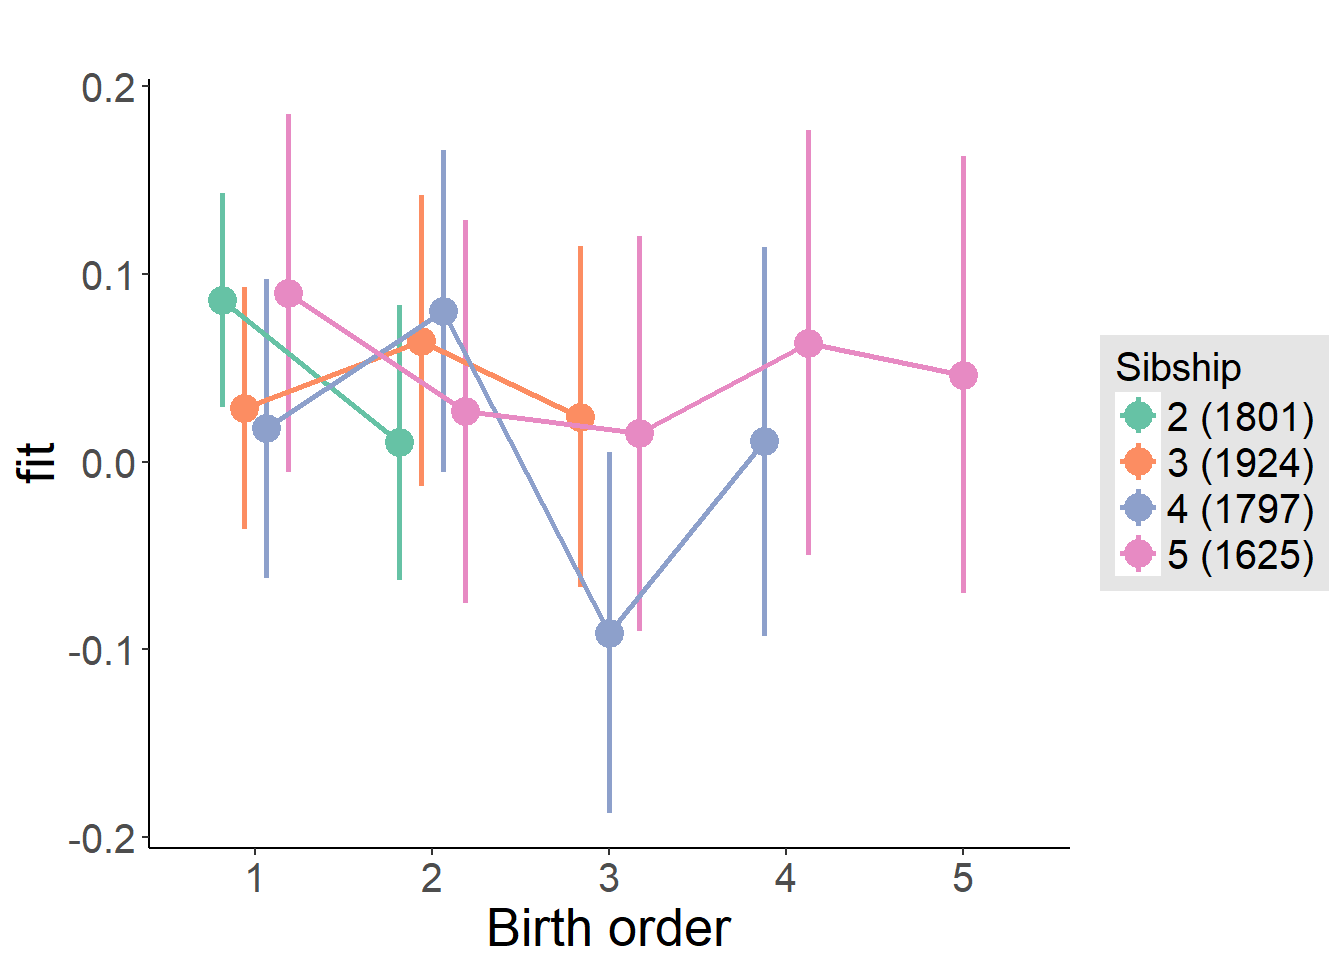 0.2
0.1
0.0
-0.1
-0.2
fit
1 2 3 4 5
Birth order
Sibship
2 (1801)
3 (1924)
4 (1797)
5 (1625)